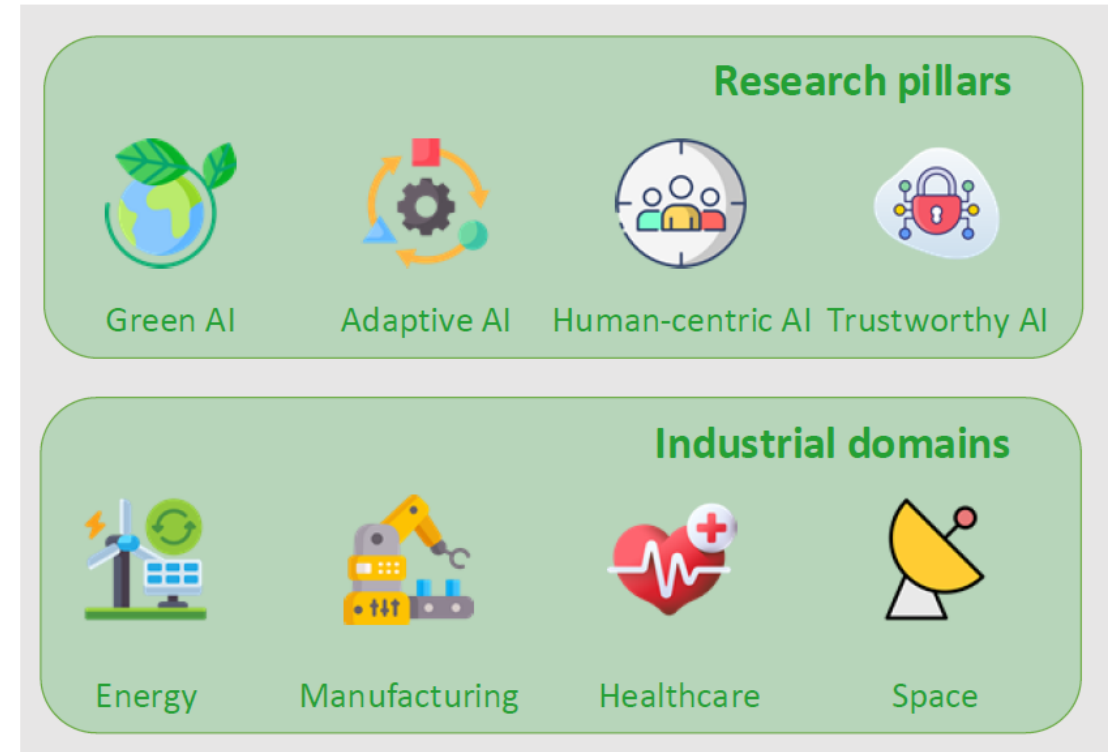 Research pillars
Green AI Adaptive AI Human-centric AI Trustworthy AI
Industrial domains
Energy Manufacturing Healthcare Space